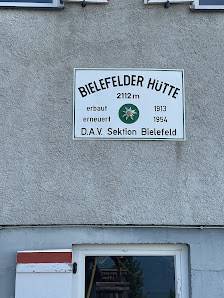 BIELEFELDER HÜTTE
2112 m
erbaut 1913
erneuert 1954
D.A.V. Sektion Bielefeld